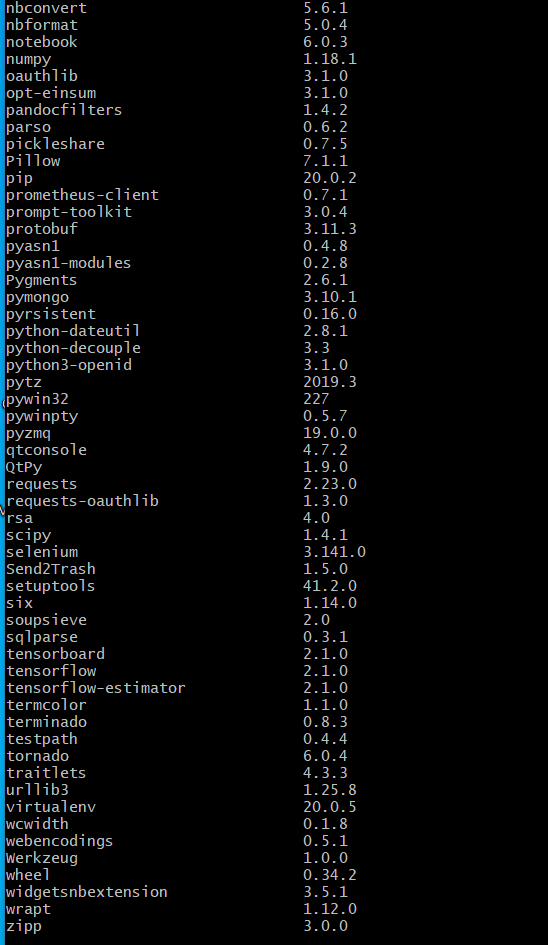 nbconvert 5.6.1
nbformat 5.0.4
notebook 6.0.3
numpy 1.18.1
oauthlib 3.1.0
opt-einsum 3.1.0
pandocfilters 1.4.2
parso 0.6.2
pickleshare 0.7.5
Pillow 7.1.1
pip 20.0.2
prometheus-client 0.7.1
prompt-toolkit 3.0.4
protobuf 3.11.3
pyasn1 0.4.8
pyasn1-modules 0.2.8
Pygments 2.6.1
pymongo 3.10.1
pyrsistent 0.16.0
python-dateutil 2.8.1
python-decouple 3.3
python3-openid 3.1.0
pytz 2019.3
pywin32 227
pywinpty 0.5.7
pyzmq 19.0.0
qtconsole 4.7.2
QtPy 1.9.0
requests 2.23.0
requests-oauthlib 1.3.0
rsa 4.0
scipy 1.4.1
selenium 3.141.0
Send2Trash 1.5.0
setuptools 41.2.0
six 1.14.0
soupsieve 2.0
sqlparse 0.3.1
tensorboard 2.1.0
tensorflow 2.1.0
tensorflow-estimator 2.1.0
termcolor 1.1.0
terminado 0.8.3
testpath 0.4.4
tornado 6.0.4
traitlets 4.3.3
urllib3 1.25.8
virtualenv 20.0.5
wcwidth 0.1.8
webencodings 0.5.1
Werkzeug 1.0.0
wheel 0.34.2
widgetsnbextension 3.5.1
wrapt 1.12.0
zipp 3.0.0